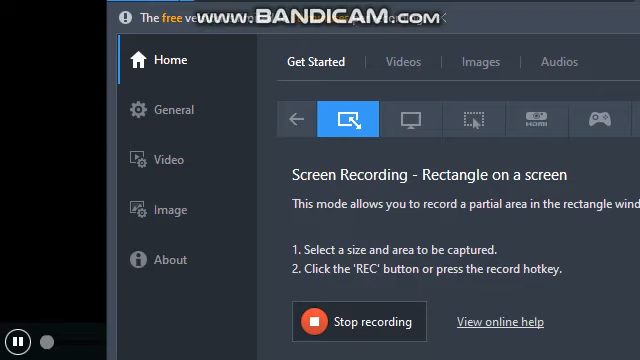 WWW.BANDICAM.COM
The free
Home
Get Started
Videos
Images
Audios
General
HDMI
Video
Screen Recording - Rectangle on a screen
This mode allows you to record a partial area in the rectangle wind
Image
1. Select a size and area to be captured.
About
2. Click the 'REC' button or press the record hotkey.
Stop recording
View online help